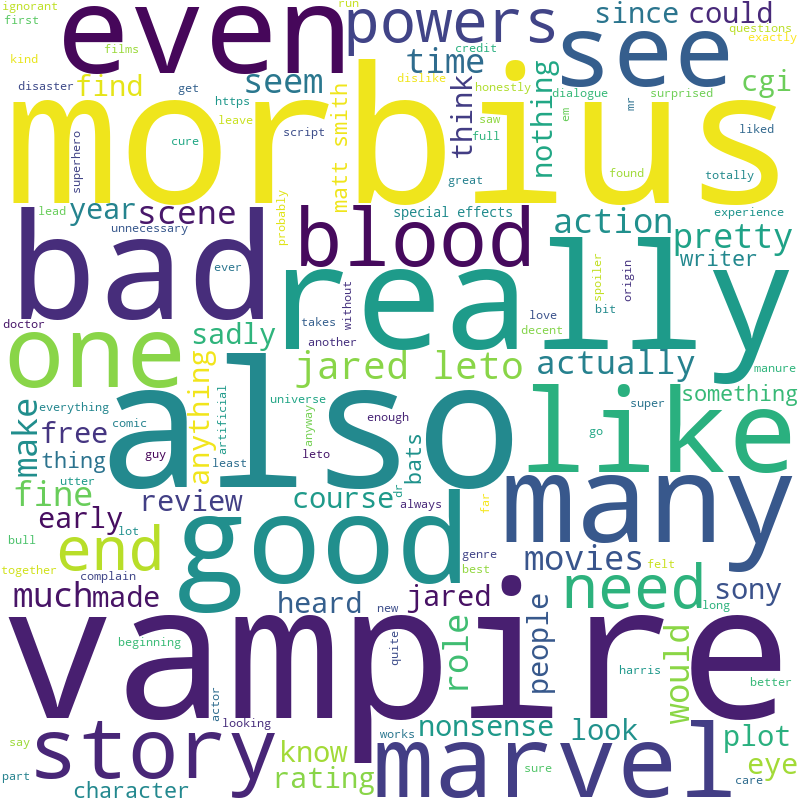 ignorant
run
even
powers
since could
first
credit
questions
exactly
films
see
kind
time
disaster
find
seem
dislike
honestly
cgi
get
nothing
dialogue
surprised
https
matt smith
think
saw
em
mr
morbius
leave
superhero
cure
script
full
liked
great
found
totally
lead
year
scene
probably
special effects
action
experience
unnecessary
blood
pretty
bad
writer
ever
really
spoiler
origin
without
love
bit
doctor
takes
decent
one
sadly
another
jared leto
actually
manure
anything
artificial
universe
super
something
everything
also
like
make
comic
enough
free
guy
anyway
go
thing
least
leto
bats
utter
fine
review
course
dr
always
far
many
early
lot
bull
end
good
genre
movies
together
complain
best
felt
much
made
heard
jared
need
sony
new
long
vampire
people
role
would
beginning
quite
harris
actor
better
looking
nonsense
look
say
story
know
works
marvel
plot
sure
eye
part
rating
care
character